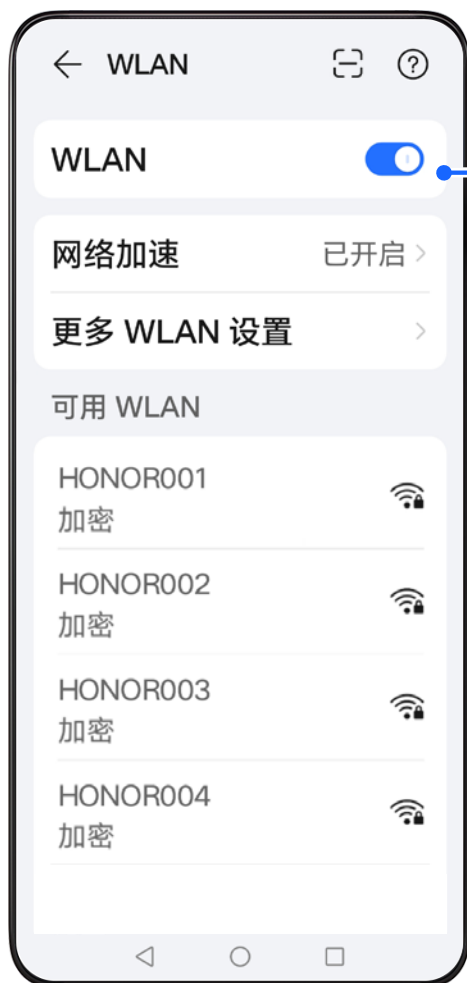 WLAN
WLAN
网络加速 已开启
更多 WLAN 设置
可用 WLAN
HONOR001
加密
HONOR002
加密
HONOR003
加密
HONOR004
加密